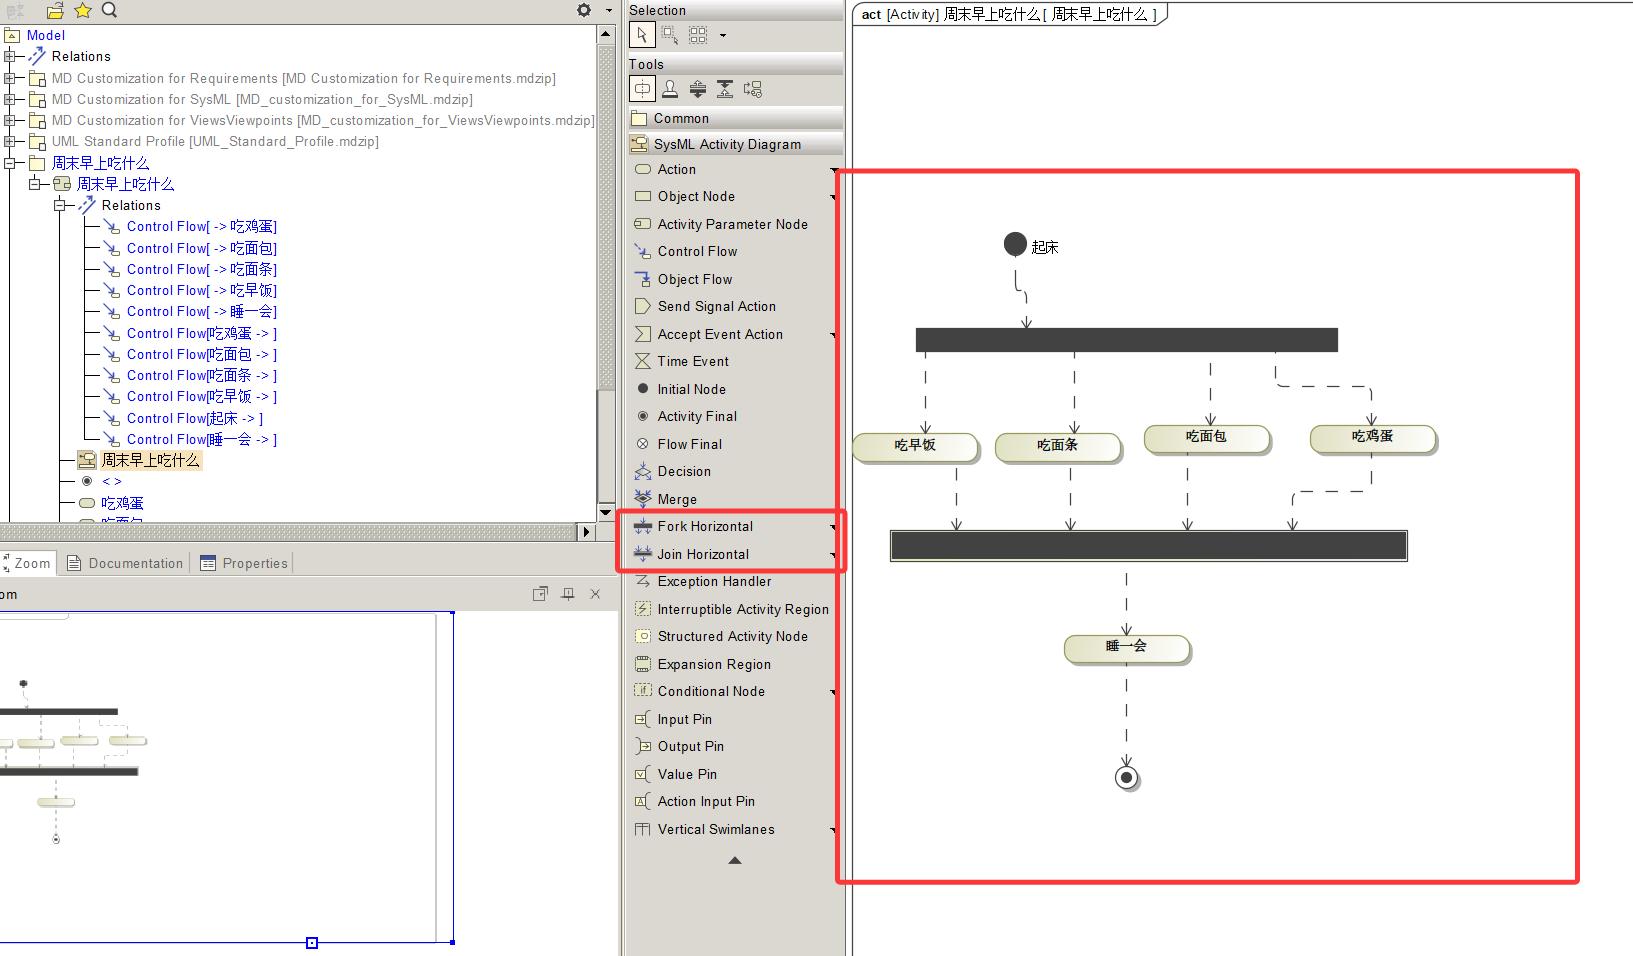 Model
Relations
MD Customization for Requirements [MD Customization for Requirements.mdzip]
MD Customization for SysML [MD_customization_for_SysML.mdzip]
MD Customization for ViewsViewpoints [MD_customization_for_ViewsViewpoints.mdzip]
UML Standard Profile [UML_Standard_Profile.mdzip]
周末早上吃什么
周末早上吃什么
Relations
Control Flow[ -> 吃鸡蛋]
Control Flow[ -> 吃面包]
Control Flow[ -> 吃面条]
Control Flow[ -> 吃早饭]
Control Flow[ -> 睡一会]
Control Flow[吃鸡蛋 -> ]
Control Flow[吃面包 -> ]
Control Flow[吃面条 -> ]
Control Flow[吃早饭 -> ]
Control Flow[起床 -> ]
Control Flow[睡一会 -> ]
周末早上吃什么
< >
吃鸡蛋
Zoom
Documentation
Properties
om
Selection
Tools
Common
SysML Activity Diagram
Action
Object Node
Activity Parameter Node
Control Flow
Object Flow
Send Signal Action
Accept Event Action
Time Event
Initial Node
Activity Final
Flow Final
Decision
Merge
Fork Horizontal
Join Horizontal
Exception Handler
Interruptible Activity Region
Structured Activity Node
Expansion Region
Conditional Node
Input Pin
Output Pin
Value Pin
Action Input Pin
Vertical Swimlanes
act [Activity] 周末早上吃什么[ 周末早上吃什么 ]
起床
吃早饭
吃面条
吃面包
吃鸡蛋
睡一会